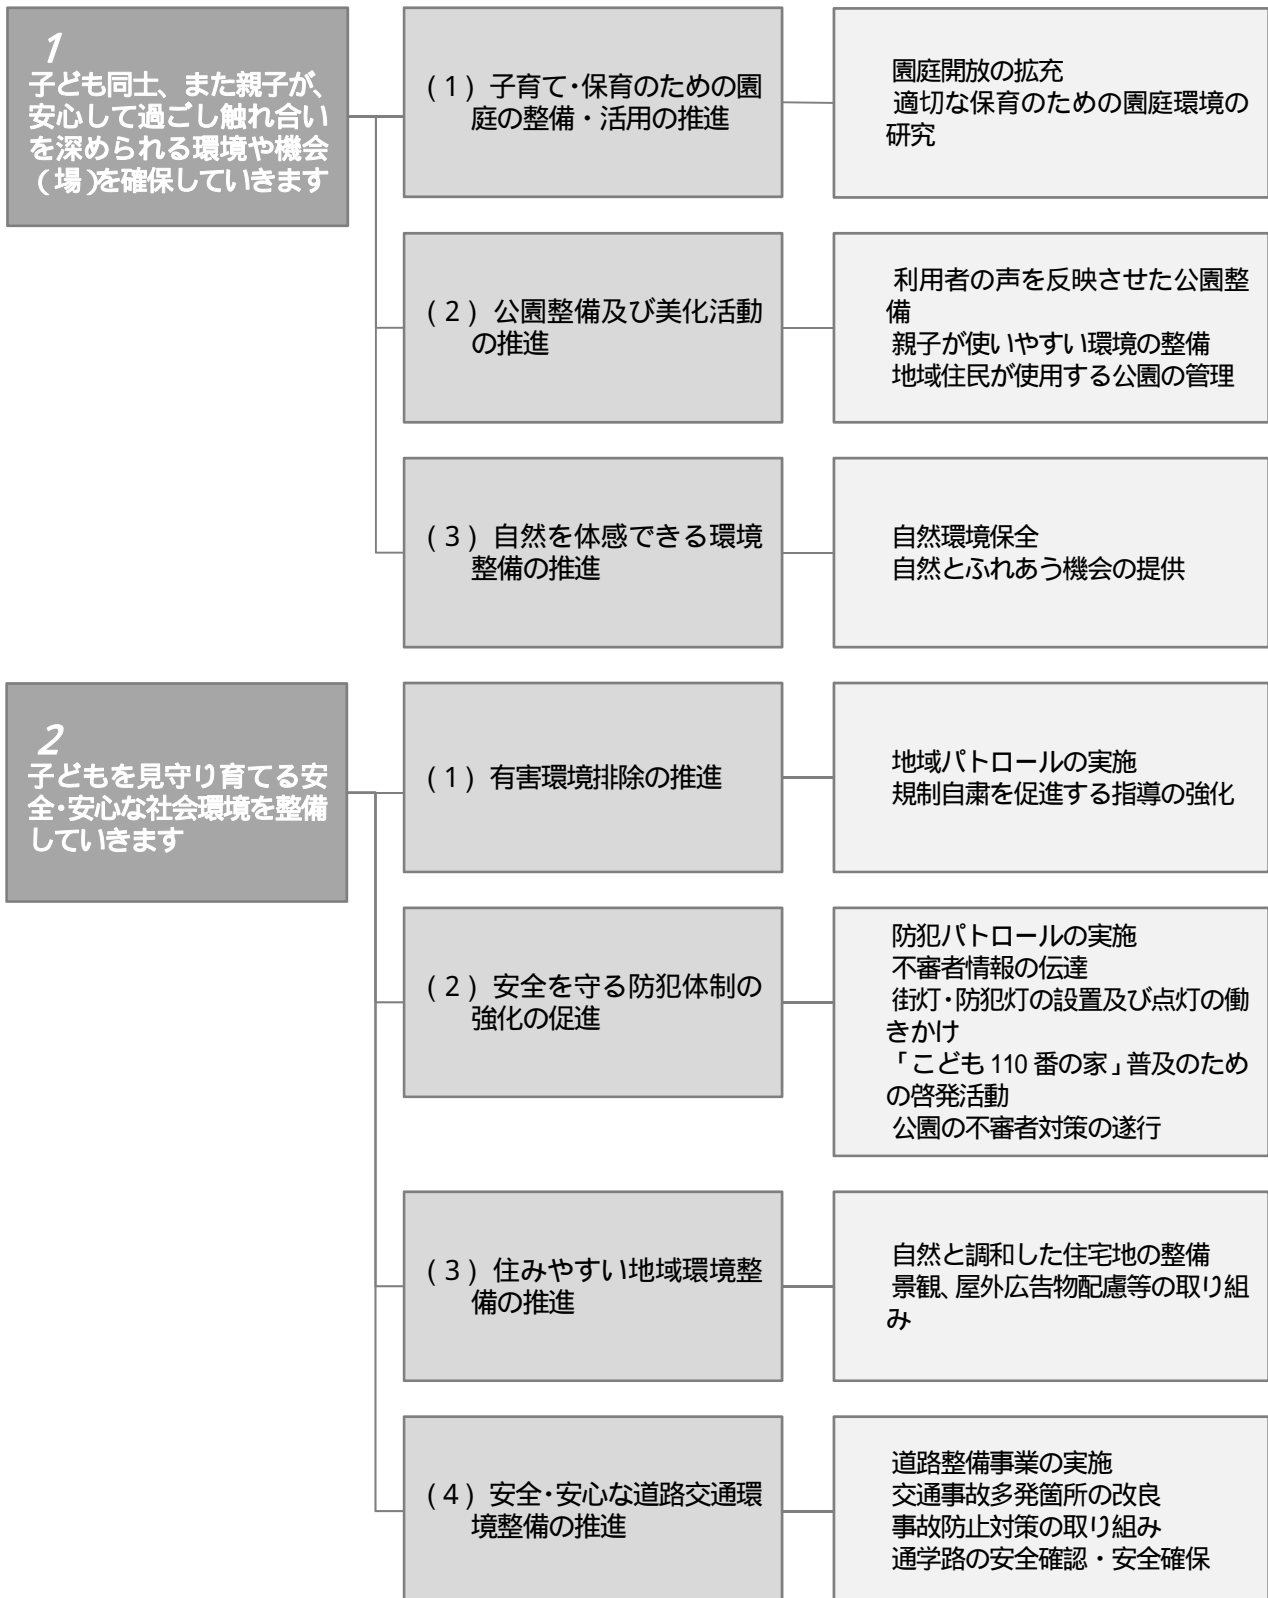 1
子ども同士、また親子が、
安心して過ごし触れ合い
を深められる環境や機会
(場)を確保していきます
(1) 子育て・保育のための園
庭の整備・活用の推進
園庭開放の拡充
適切な保育のための園庭環境の
研究
(2) 公園整備及び美化活動
の推進
利用者の声を反映させた公園整
備
親子が使いやすい環境の整備
地域住民が使用する公園の管理
(3) 自然を体感できる環境
整備の推進
自然環境保全
自然とふれあう機会の提供
2
子どもを見守り育てる安
全・安心な社会環境を整備
していきます
(1) 有害環境排除の推進
地域パトロールの実施
規制自粛を促進する指導の強化
(2) 安全を守る防犯体制の
強化の促進
防犯パトロールの実施
不審者情報の伝達
街灯・防犯灯の設置及び点灯の働
きかけ
「こども110番の家」普及のため
の啓発活動
公園の不審者対策の遂行
(3) 住みやすい地域環境整
備の推進
自然と調和した住宅地の整備
景観、屋外広告物配慮等の取り組
み
(4) 安全・安心な道路交通環
境整備の推進
道路整備事業の実施
交通事故多発箇所の改良
事故防止対策の取り組み
通学路の安全確認・安全確保